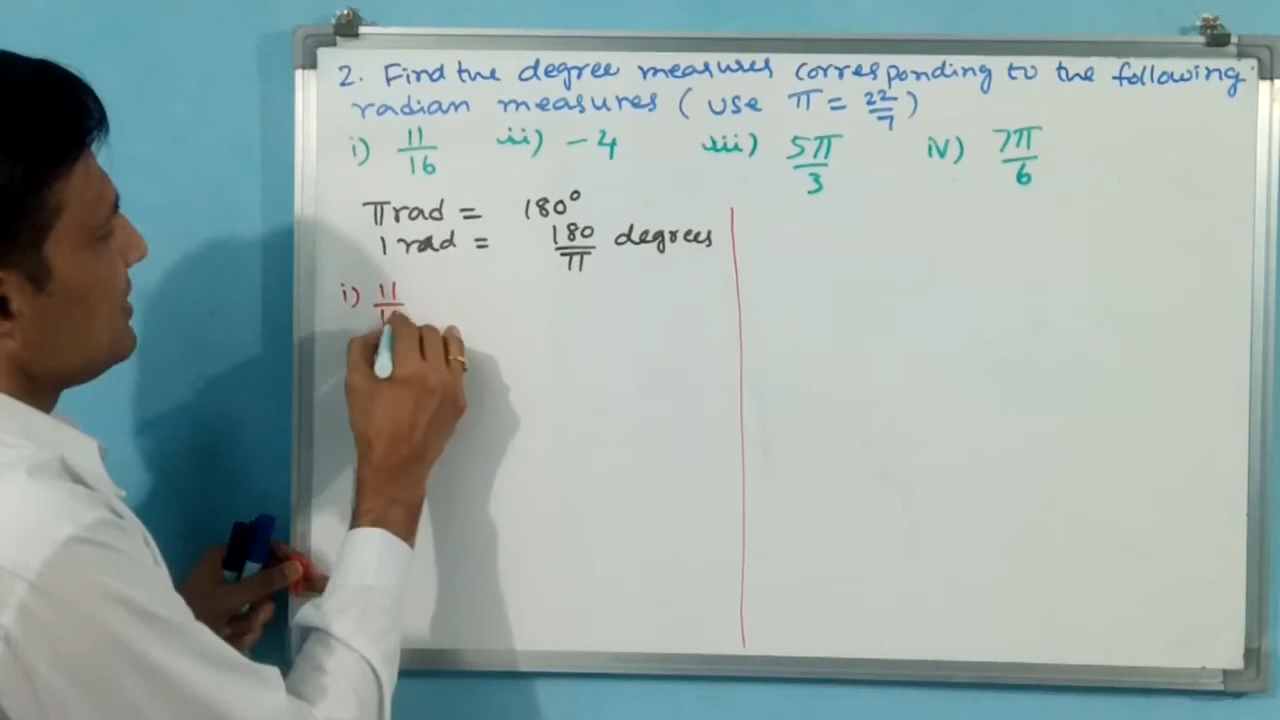 2. Find the degree measures corresponding to the following
radian measures ( use π = 22/7 )
i) 11/16 ii) - 4 iii) 5π/3 iv) 7π/6
π rad = 180°
1 rad = 180/π degrees
i) 11